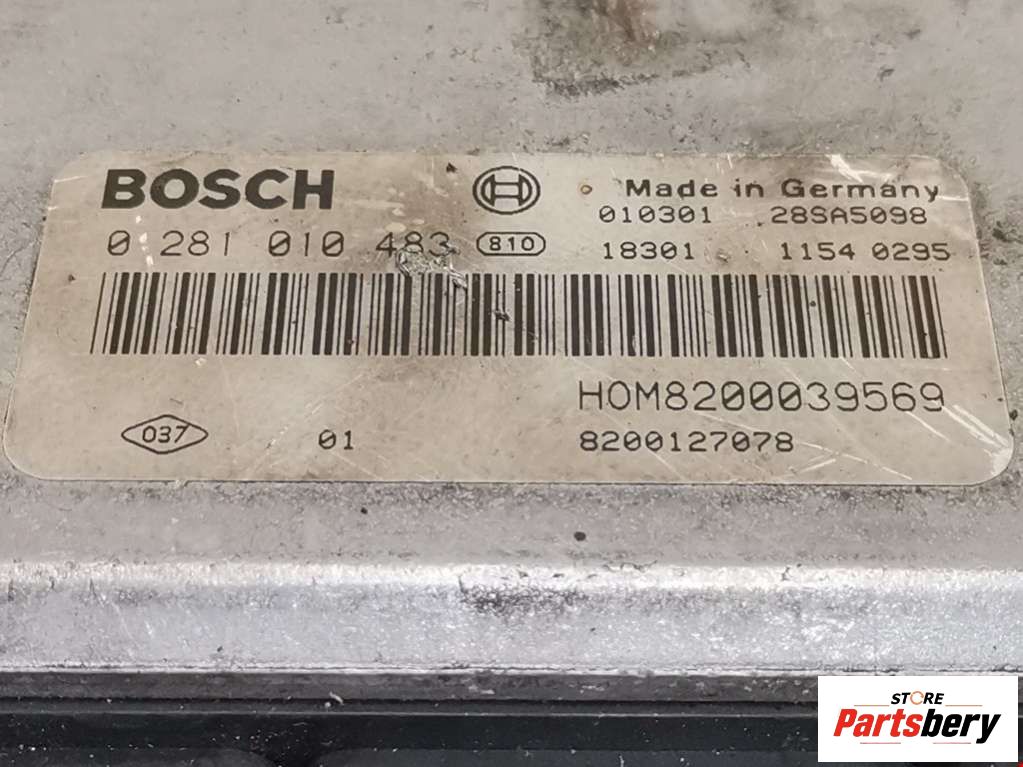 BOSCH
Made in Germany
010301 28SA5098
0 281 010 483 810
18301 1154 0295
HOM8200039569
037 01 8200127078
STORE
Partsbery